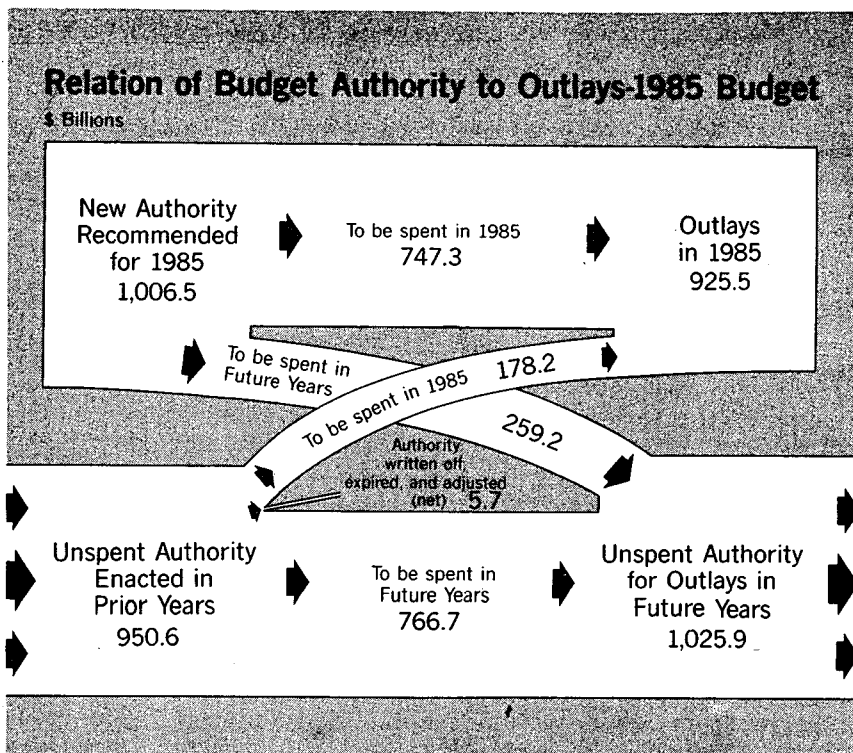 Relation of Budget Authority to Outlays-1985 Budget
$ Billions
New Authority
Recommended
for 1985
1,006.5
To be spent in 1985
747.3
Outlays
in 1985
925.5
To be spent in
Future Years
To be spent in 1985 178.2
259.2
Authority
written off,
expired, and adjusted
(net) 5.7
Unspent Authority
Enacted in
Prior Years
950.6
To be spent in
Future Years
766.7
Unspent Authority
for Outlays in
Future Years
1,025.9